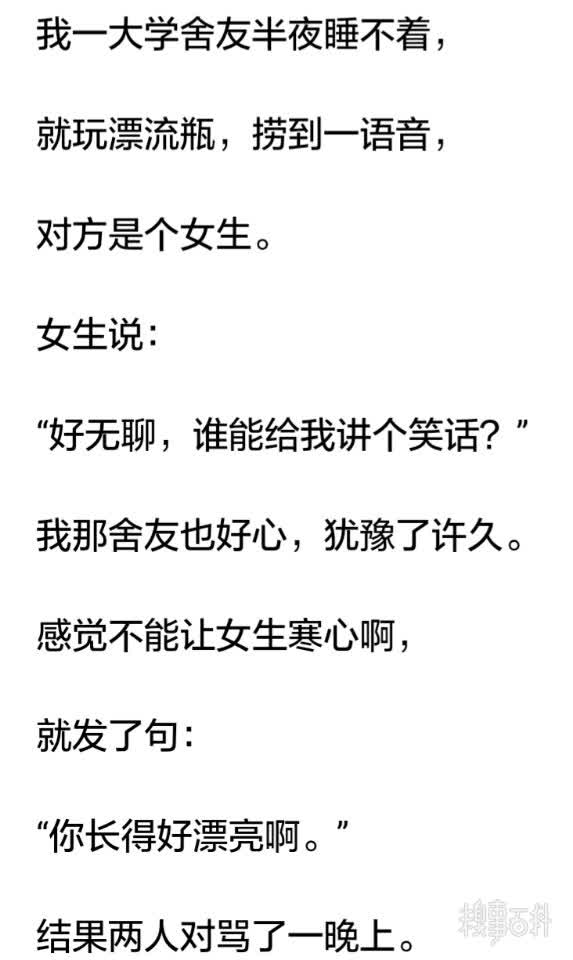 我一大学舍友半夜睡不着，
就玩漂流瓶，捞到一语音，
对方是个女生。
女生说：
“好无聊，谁能给我讲个笑话？”
我那舍友也好心，犹豫了许久。
感觉不能让女生寒心啊，
就发了句：
“你长得好漂亮啊。”
结果两人对骂了一晚上。
糗事百科